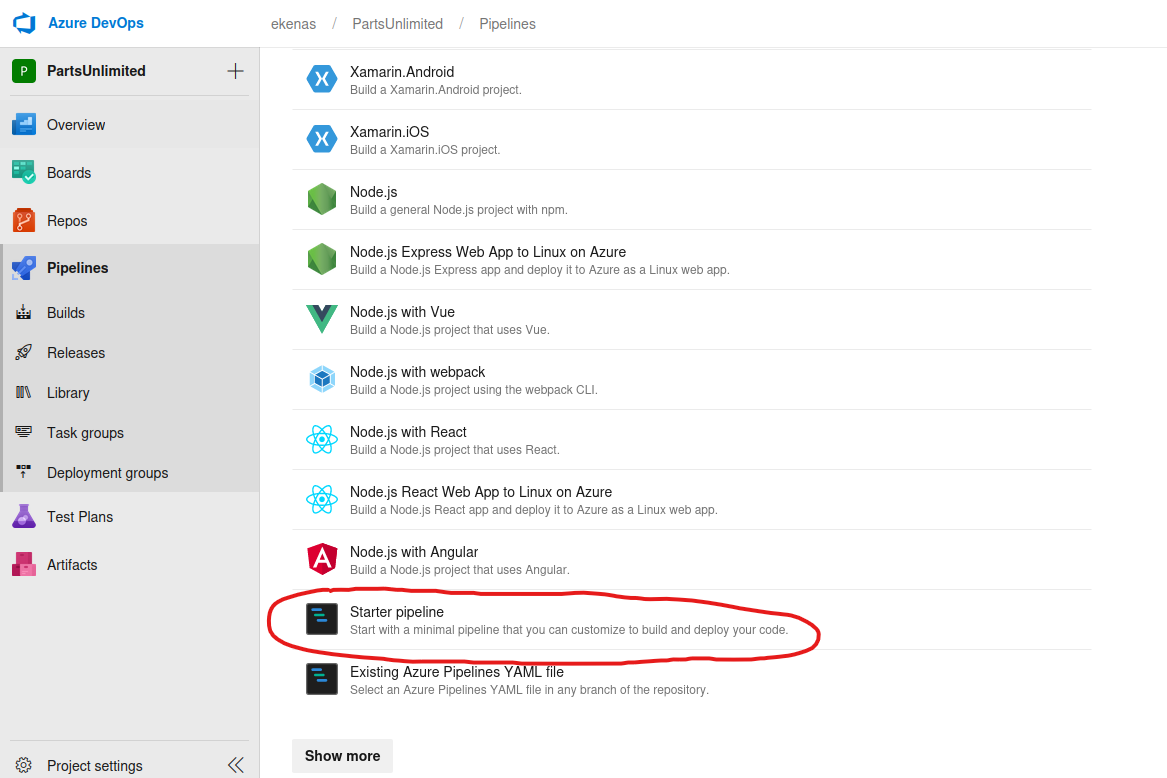 Azure DevOps
ekenas / PartsUnlimited / Pipelines
P PartsUnlimited
Overview
Boards
Repos
Pipelines
Builds
Releases
Library
Task groups
Deployment groups
Test Plans
Artifacts
Project settings
Xamarin.Android
Build a Xamarin.Android project.
Xamarin.iOS
Build a Xamarin.iOS project.
Node.js
Build a general Node.js project with npm.
Node.js Express Web App to Linux on Azure
Build a Node.js Express app and deploy it to Azure as a Linux web app.
Node.js with Vue
Build a Node.js project that uses Vue.
Node.js with webpack
Build a Node.js project using the webpack CLI.
Node.js with React
Build a Node.js project that uses React.
Node.js React Web App to Linux on Azure
Build a Node.js React app and deploy it to Azure as a Linux web app.
Node.js with Angular
Build a Node.js project that uses Angular.
Starter pipeline
Start with a minimal pipeline that you can customize to build and deploy your code.
Existing Azure Pipelines YAML file
Select an Azure Pipelines YAML file in any branch of the repository.
Show more